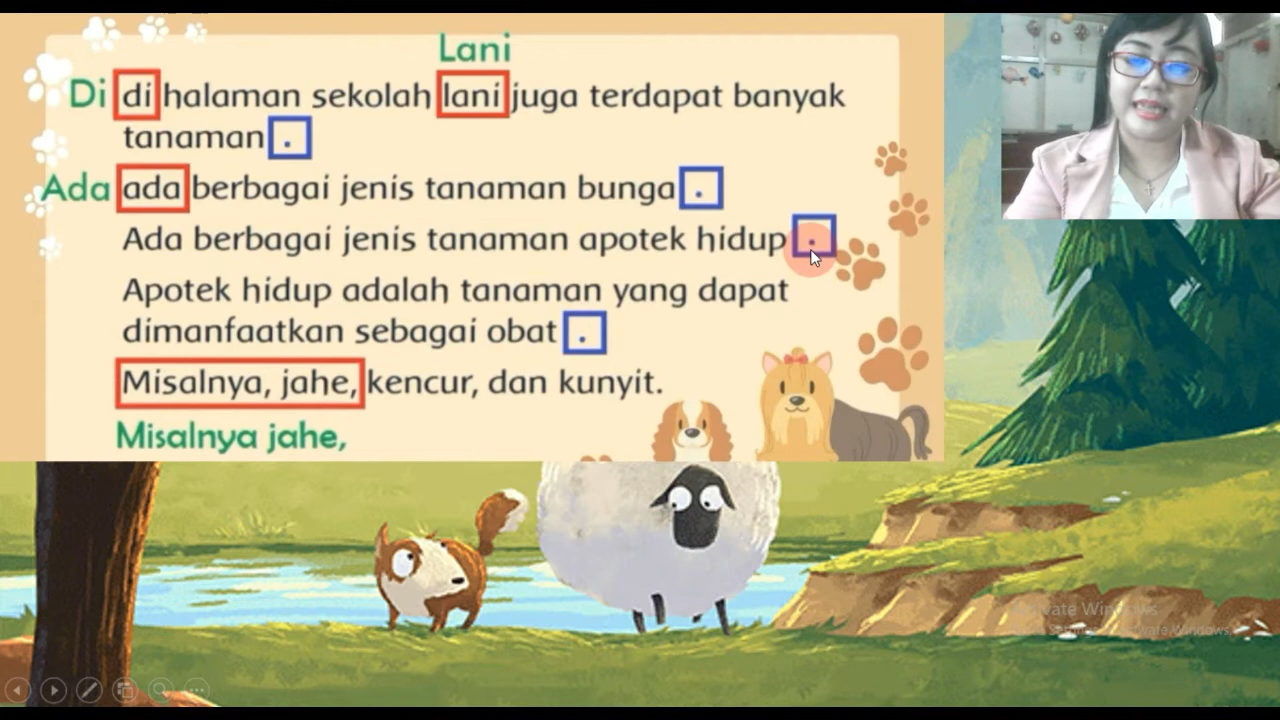 Lani
Di di halaman sekolah lani juga terdapat banyak
tanaman .
Ada ada berbagai jenis tanaman bunga .
Ada berbagai jenis tanaman apotek hidup .
Apotek hidup adalah tanaman yang dapat
dimanfaatkan sebagai obat .
Misalnya, jahe, kencur, dan kunyit.
Misalnya jahe,